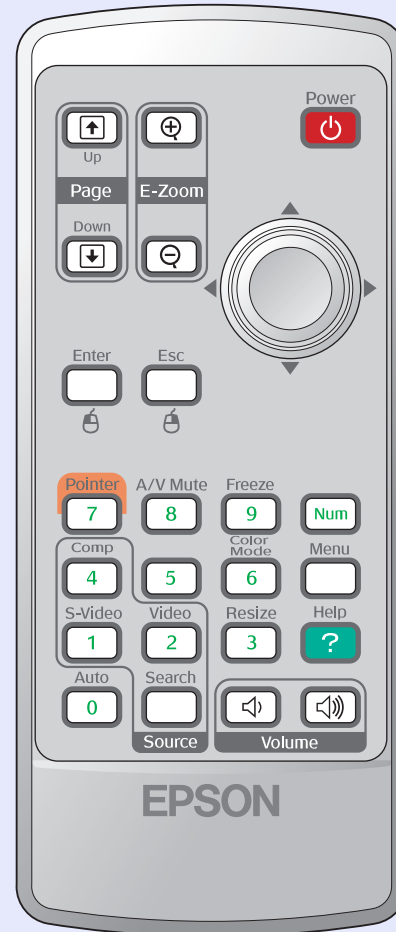 Power
Up
Page E-Zoom
Down
Enter Esc
Pointer A/V Mute Freeze
7 8 9 Num
Comp Color Mode Menu
4 5 6
S-Video Video Resize Help
1 2 3 ?
Auto Search
0
Source Volume
EPSON